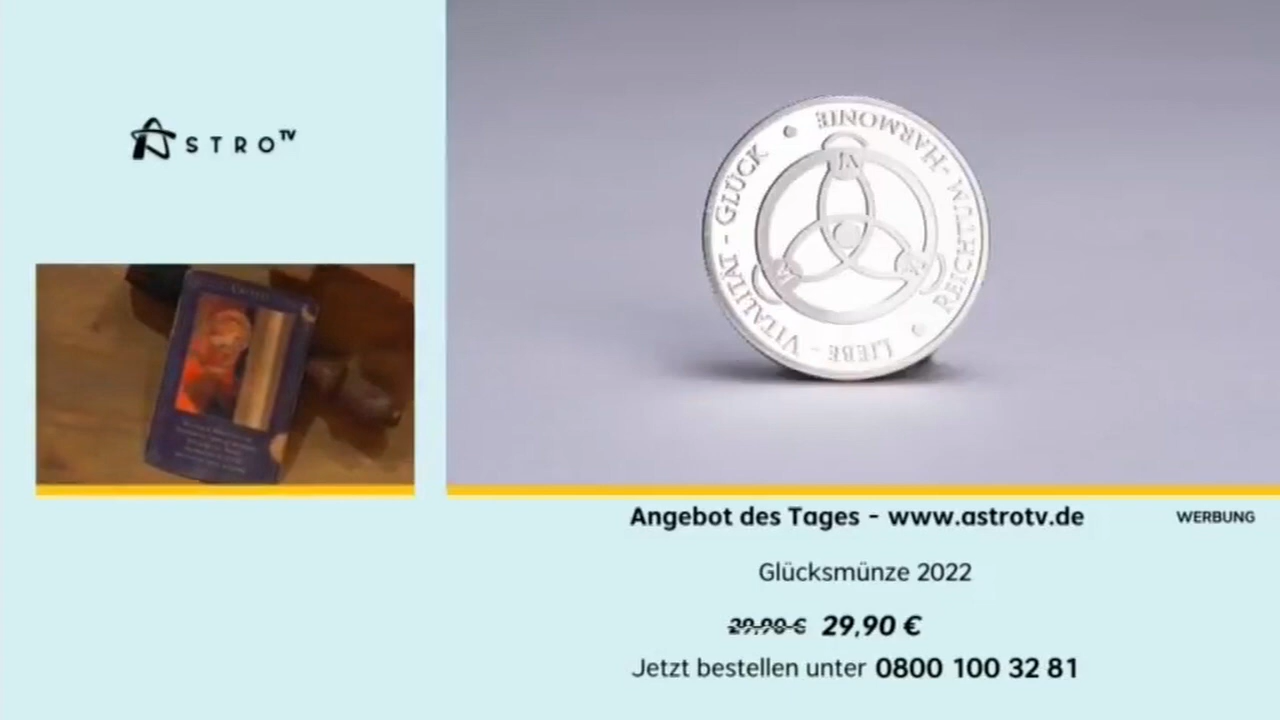 ASTRO TV
GLÜCK
HARMONIE
REICHTUM
LIEBE
VITALITÄT
JA
Angebot des Tages - www.astrotv.de
WERBUNG
Glücksmünze 2022
29,90 € 29,90 €
Jetzt bestellen unter 0800 100 32 81